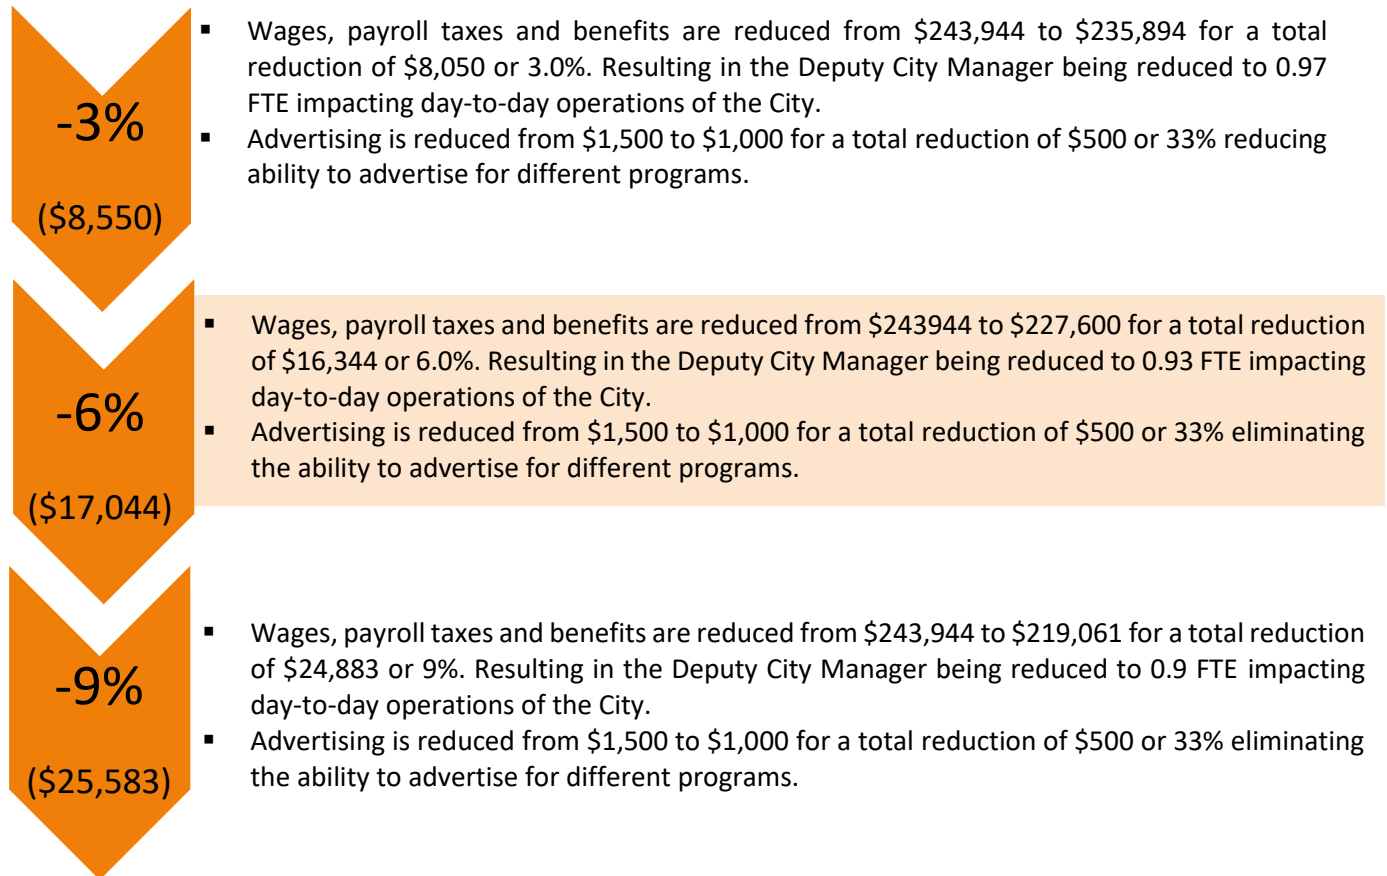 -3%
($8,550)
▪ Wages, payroll taxes and benefits are reduced from $243,944 to $235,894 for a total
reduction of $8,050 or 3.0%. Resulting in the Deputy City Manager being reduced to 0.97
FTE impacting day-to-day operations of the City.
▪ Advertising is reduced from $1,500 to $1,000 for a total reduction of $500 or 33% reducing
ability to advertise for different programs.
-6%
($17,044)
▪ Wages, payroll taxes and benefits are reduced from $243944 to $227,600 for a total reduction
of $16,344 or 6.0%. Resulting in the Deputy City Manager being reduced to 0.93 FTE impacting
day-to-day operations of the City.
▪ Advertising is reduced from $1,500 to $1,000 for a total reduction of $500 or 33% eliminating
the ability to advertise for different programs.
-9%
($25,583)
▪ Wages, payroll taxes and benefits are reduced from $243,944 to $219,061 for a total reduction
of $24,883 or 9%. Resulting in the Deputy City Manager being reduced to 0.9 FTE impacting
day-to-day operations of the City.
▪ Advertising is reduced from $1,500 to $1,000 for a total reduction of $500 or 33% eliminating
the ability to advertise for different programs.